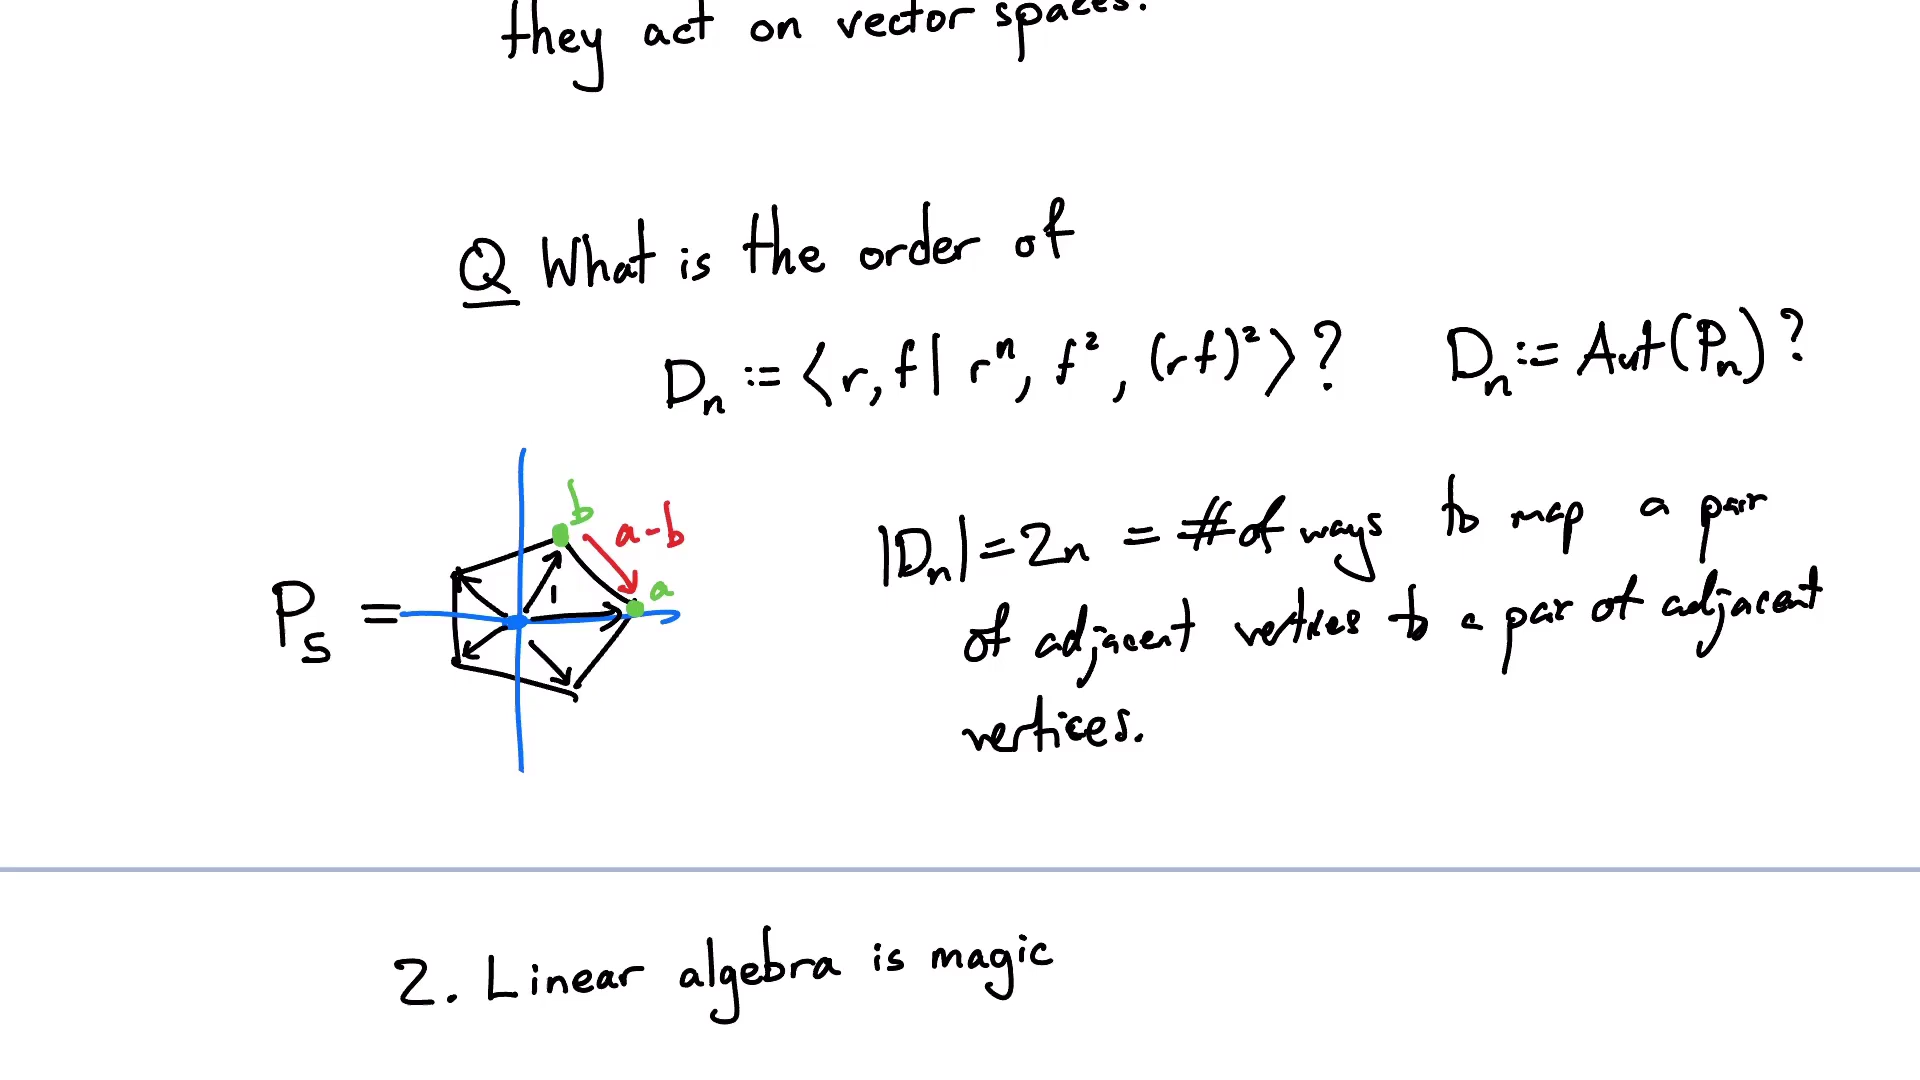 they act on vector spaces.
Q What is the order of
Dₙ := ⟨r, f | rⁿ, f², (rf)²⟩? Dₙ := Aut(Pₙ)?
b
a-b
a
1
P₅ =
|Dₙ| = 2n = # of ways to map a pair
of adjacent vertices to a pair of adjacent
vertices.
2. Linear algebra is magic